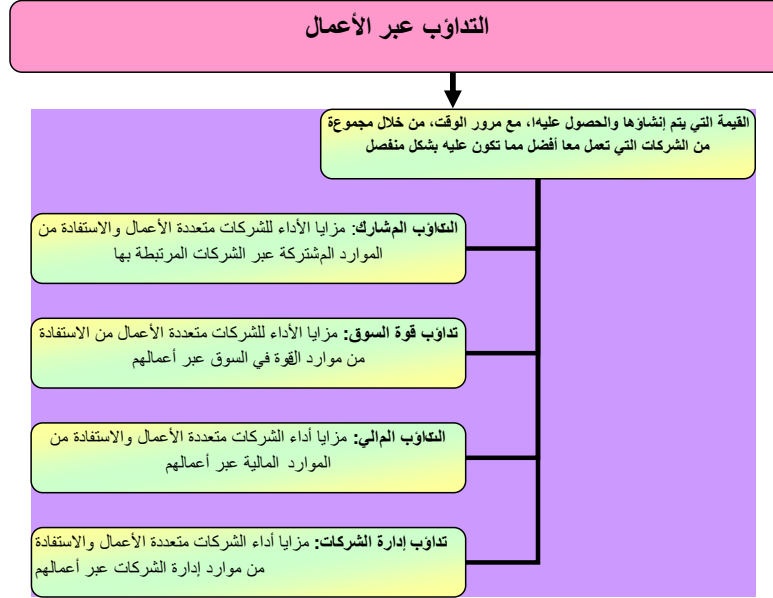 التداؤب عبر الأعمال
القيمة التي يتم إنشاؤها والحصول عليها، مع مرور الوقت، من خلال مجموعة
من الشركات التي تعمل معا أفضل مما تكون عليه بشكل منفصل
التداؤب المشارك: مزايا الأداء للشركات متعددة الأعمال والاستفادة من
الموارد المشتركة عبر الشركات المرتبطة بها
تداؤب قوة السوق: مزايا الأداء للشركات متعددة الأعمال من الاستفادة
من موارد القوة في السوق عبر أعمالهم
التداؤب المالي: مزايا أداء الشركات متعددة الأعمال والاستفادة من
الموارد المالية عبر أعمالهم
تداؤب إدارة الشركات: مزايا أداء الشركات متعددة الأعمال والاستفادة
من موارد إدارة الشركات عبر أعمالهم